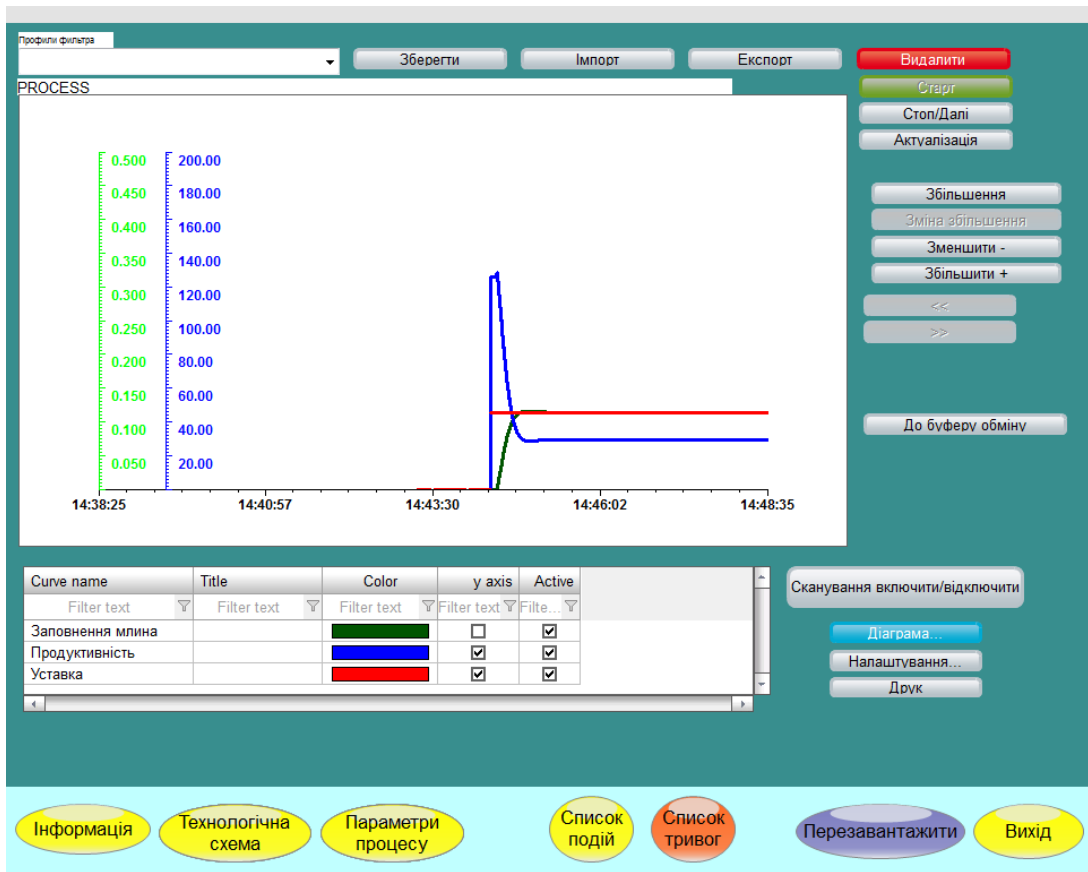 Профили фильтра
Зберегти Імпорт Експорт Видалити
PROCESS
Старт
Стоп/Далі
Актуалізація
Збільшення
Зміна збільшення
Зменшити -
Збільшити +
<<
>>
До буферу обміну
0.500 200.00
0.450 180.00
0.400 160.00
0.350 140.00
0.300 120.00
0.250 100.00
0.200 80.00
0.150 60.00
0.100 40.00
0.050 20.00
14:38:25 14:40:57 14:43:30 14:46:02 14:48:35
Curve name Title Color y axis Active
Filter text Filter text Filter text Filter text Filte...
Заповнення млина
Продуктивність
Уставка
Сканування включити/відключити
Діаграма...
Налаштування...
Друк
Інформація
Технологічна
схема
Параметри
процесу
Список
подій
Список
тривог
Перезавантажити
Вихід